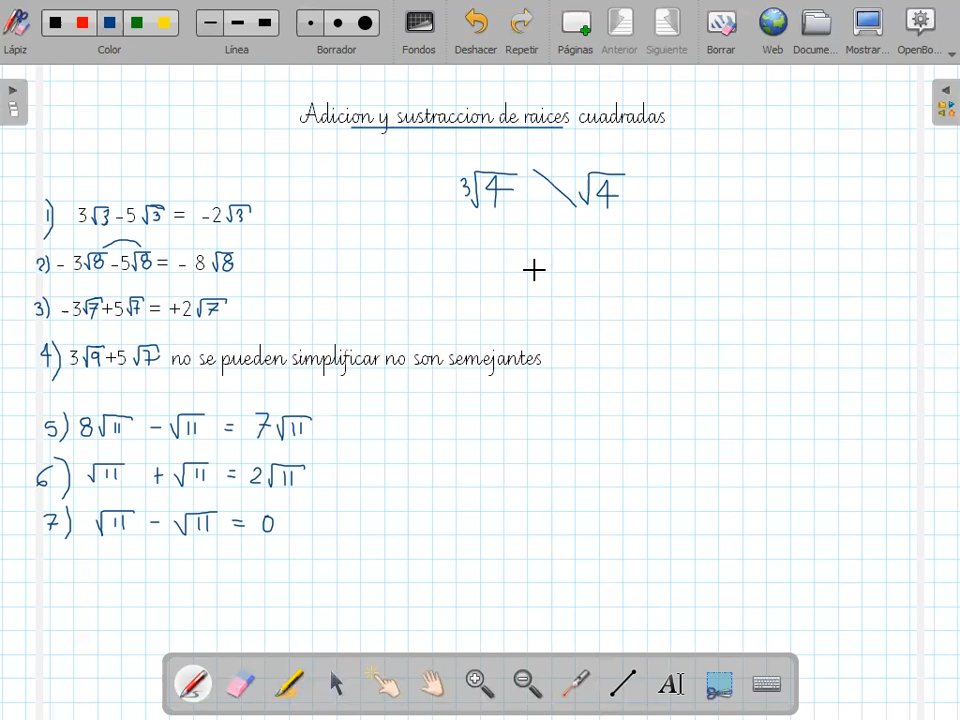 Lápiz Color Línea Borrador Fondos Deshacer Repetir Páginas Anterior Siguiente Borrar Web Docume... Mostrar... OpenBo...
Adicion y sustraccion de raices cuadradas
³√4 \ √4
1) 3√3 - 5√3 = -2√3
2) - 3√8 - 5√8 = - 8√8
3) -3√7+5√7 = +2√7
4) 3√9+5√7 no se pueden simplificar no son semejantes
5) 8√11 - √11 = 7√11
6) √11 + √11 = 2√11
7) √11 - √11 = 0